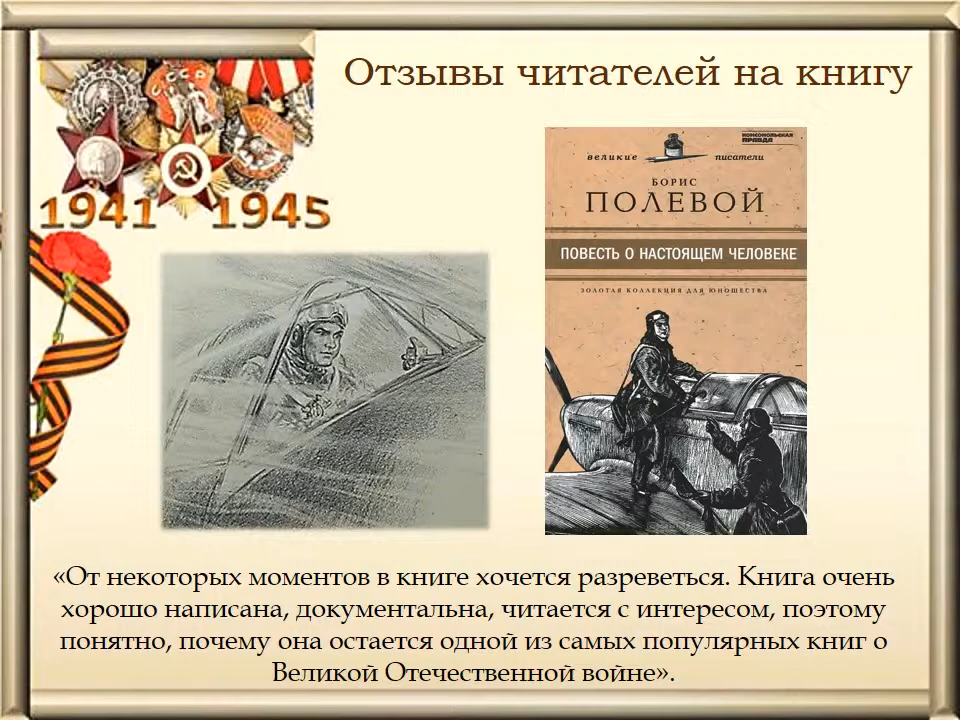 Отзывы читателей на книгу
1941 1945
КОМСОМОЛЬСКАЯ
ПРАВДА
великие писатели
БОРИС
ПОЛЕВОЙ
ПОВЕСТЬ О НАСТОЯЩЕМ ЧЕЛОВЕКЕ
ЗОЛОТАЯ КОЛЛЕКЦИЯ ДЛЯ ЮНОШЕСТВА
«От некоторых моментов в книге хочется разреветься. Книга очень
хорошо написана, документальна, читается с интересом, поэтому
понятно, почему она остается одной из самых популярных книг о
Великой Отечественной войне».